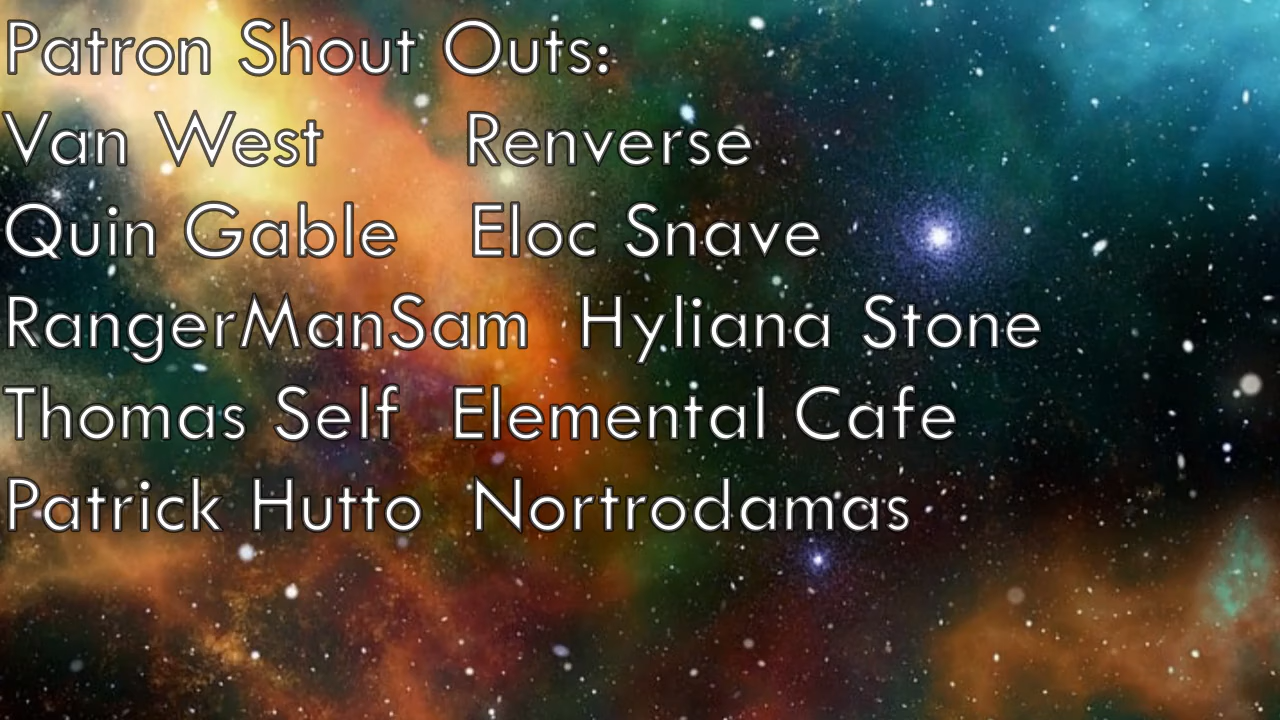 Patron Shout Outs:
Van West Renverse
Quin Gable Eloc Snave
RangerManSam Hyliana Stone
Thomas Self Elemental Cafe
Patrick Hutto Nortrodamas